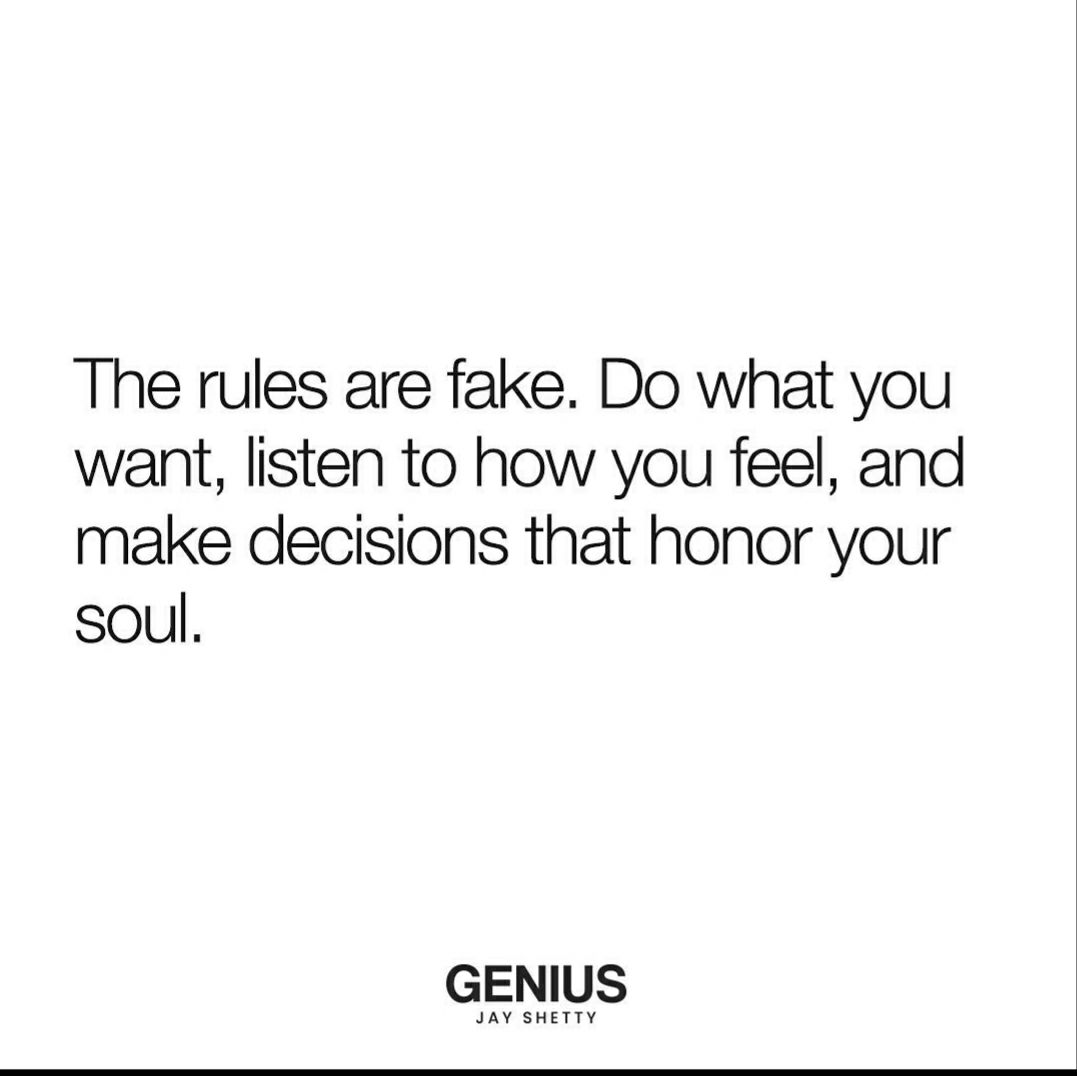 The rules are fake. Do what you
want, listen to how you feel, and
make decisions that honor your
soul.
GENIUS
JAY SHETTY